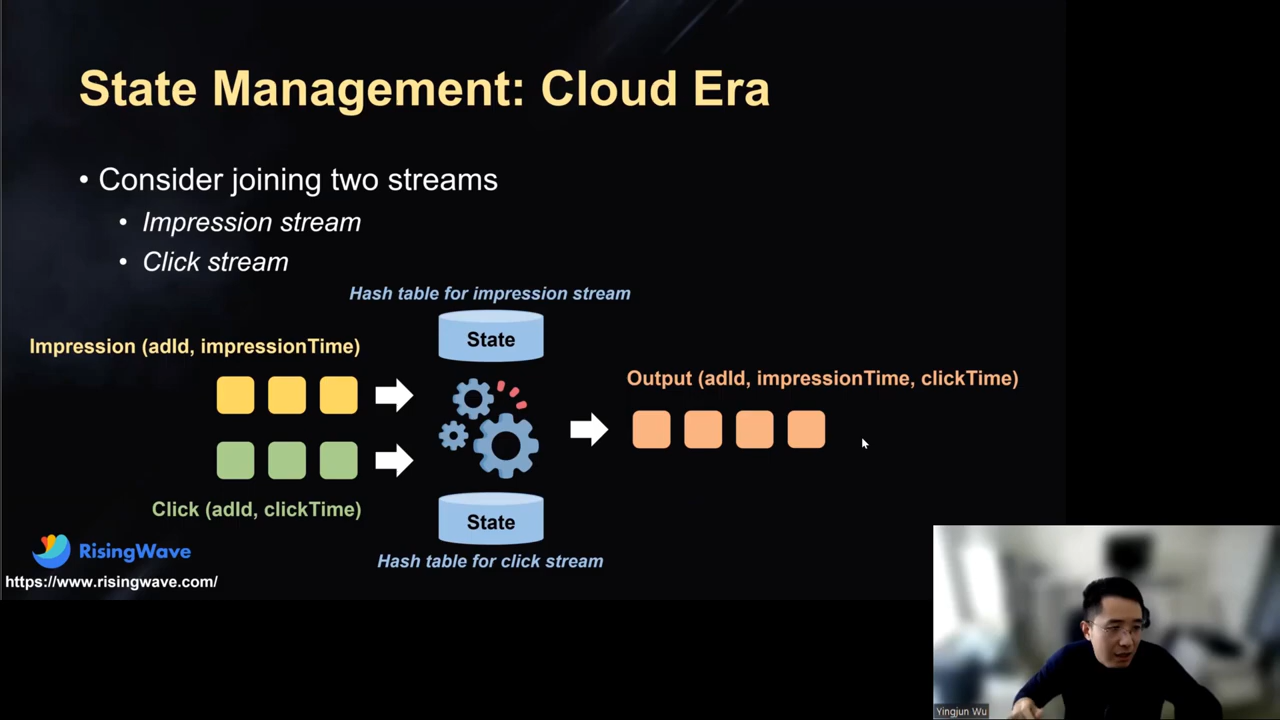 State Management: Cloud Era
• Consider joining two streams
• Impression stream
• Click stream
Hash table for impression stream
State
Impression (adId, impressionTime)
Output (adId, impressionTime, clickTime)
Click (adId, clickTime)
State
Hash table for click stream
RisingWave
https://www.risingwave.com/
Yingjun Wu